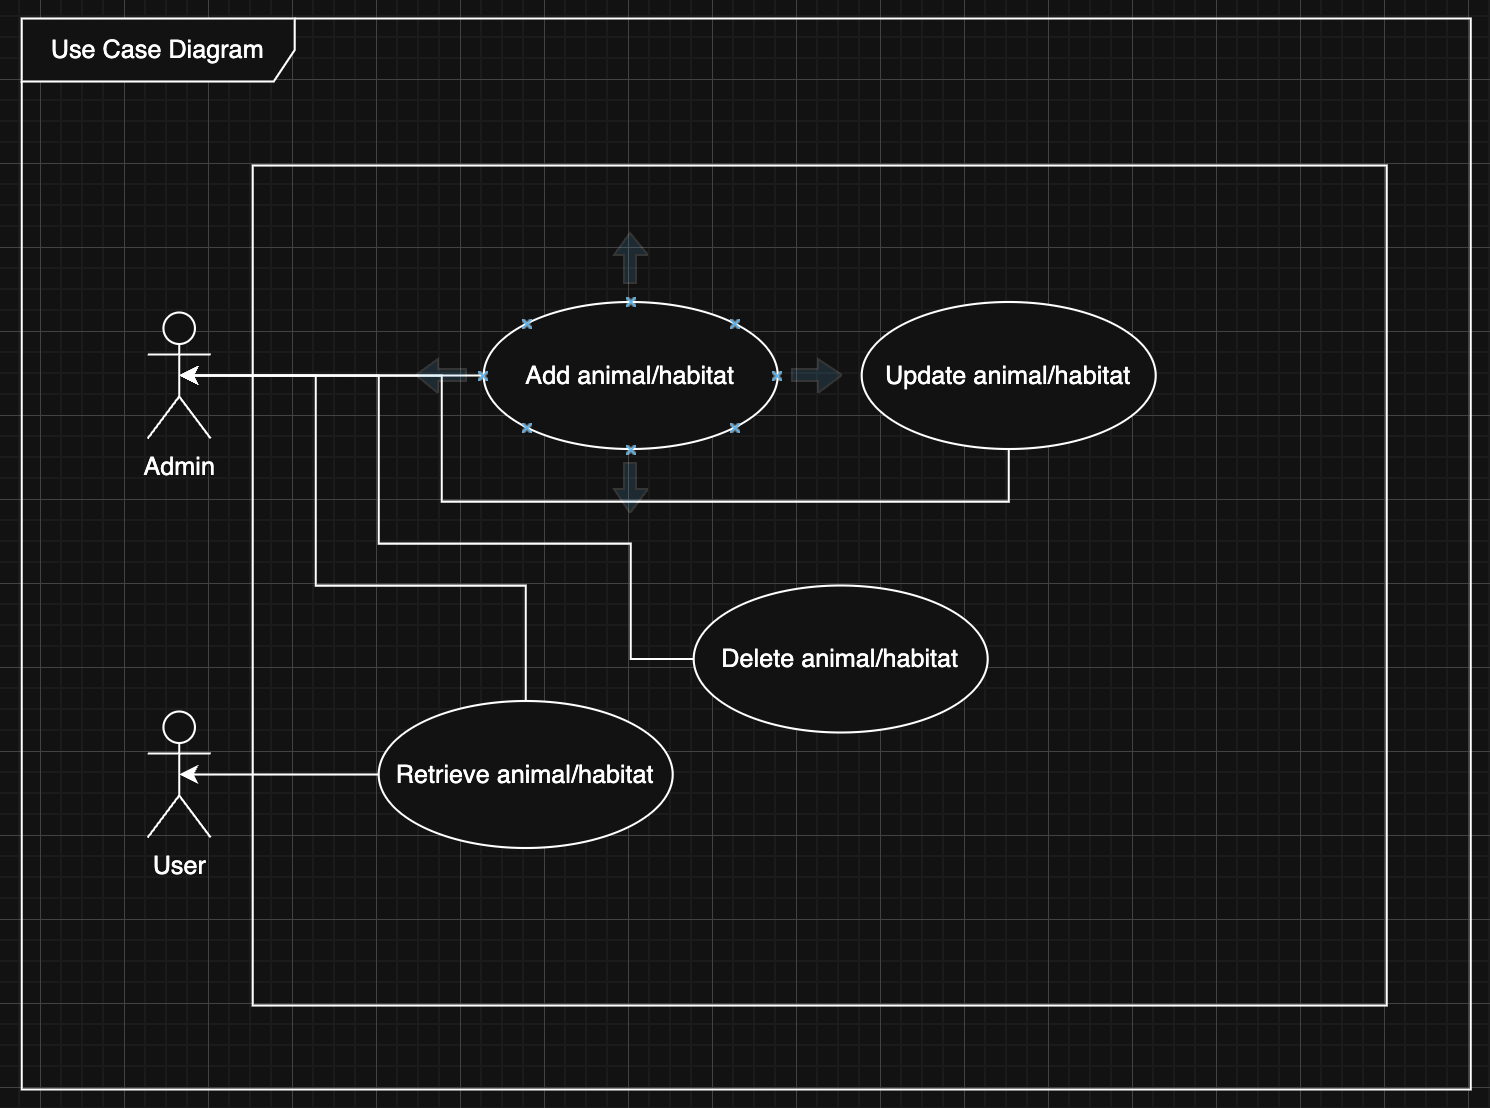 Use Case Diagram
Add animal/habitat
Update animal/habitat
Admin
Delete animal/habitat
Retrieve animal/habitat
User